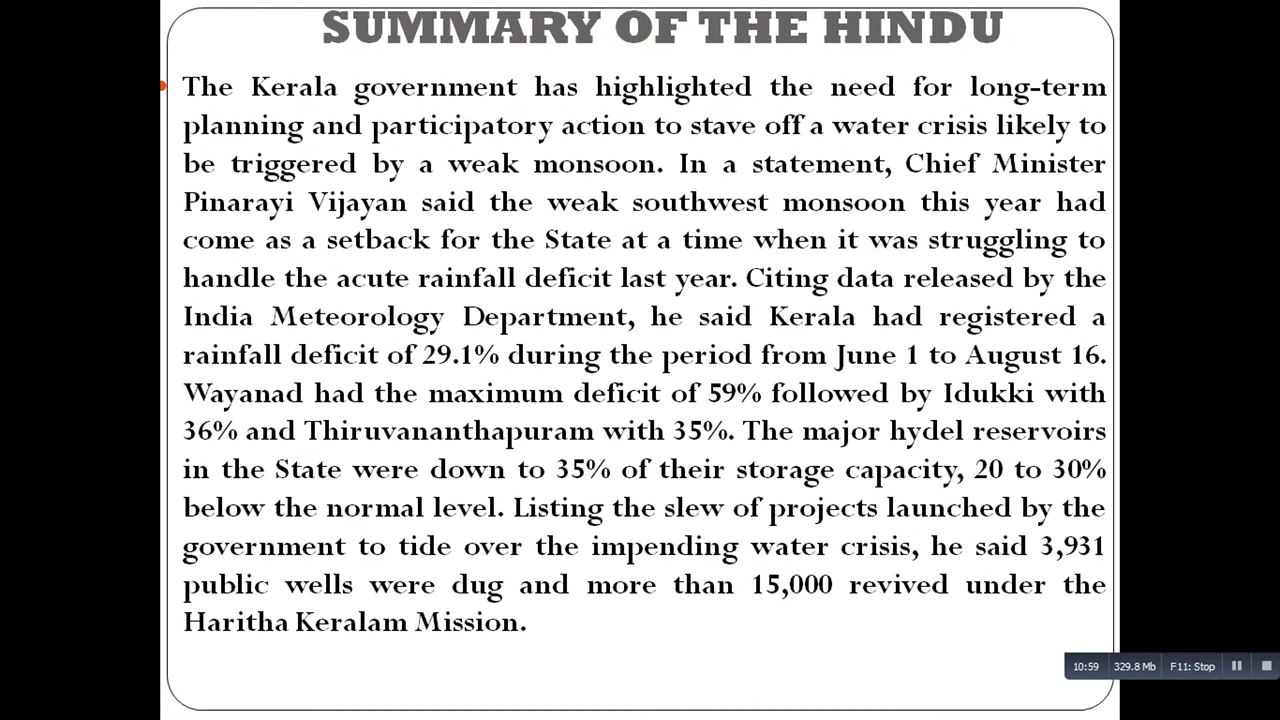 SUMMARY OF THE HINDU
The Kerala government has highlighted the need for long-term
planning and participatory action to stave off a water crisis likely to
be triggered by a weak monsoon. In a statement, Chief Minister
Pinarayi Vijayan said the weak southwest monsoon this year had
come as a setback for the State at a time when it was struggling to
handle the acute rainfall deficit last year. Citing data released by the
India Meteorology Department, he said Kerala had registered a
rainfall deficit of 29.1% during the period from June 1 to August 16.
Wayanad had the maximum deficit of 59% followed by Idukki with
36% and Thiruvananthapuram with 35%. The major hydel reservoirs
in the State were down to 35% of their storage capacity, 20 to 30%
below the normal level. Listing the slew of projects launched by the
government to tide over the impending water crisis, he said 3,931
public wells were dug and more than 15,000 revived under the
Haritha Keralam Mission.
10:59 329.8 Mb F11: Stop